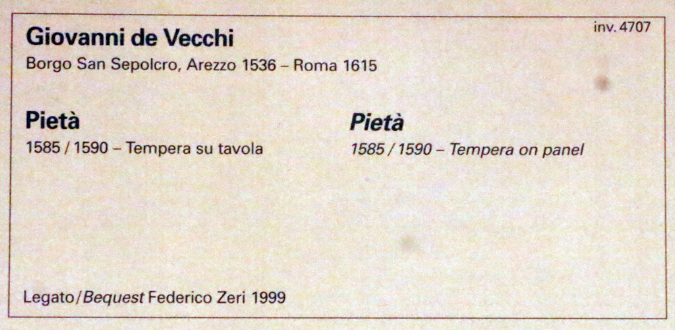 inv. 4707
Giovanni de Vecchi
Borgo San Sepolcro, Arezzo 1536 – Roma 1615
Pietà
1585 / 1590 – Tempera su tavola
Pietà
1585 / 1590 – Tempera on panel
Legato/Bequest Federico Zeri 1999